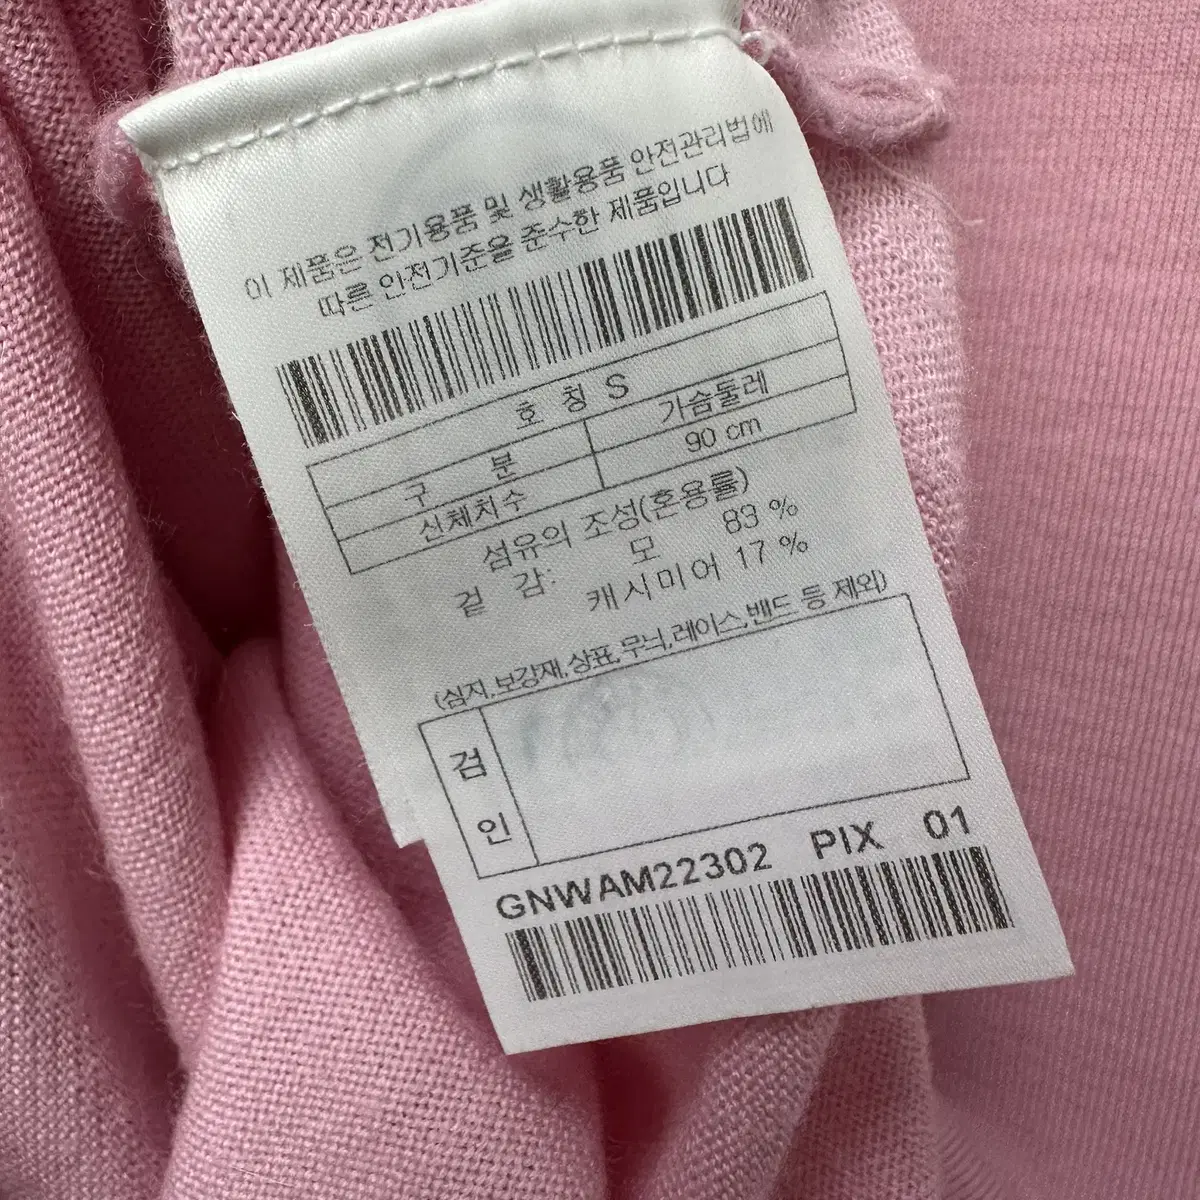 이 제품은 전기용품 및 생활용품 안전관리법에
따른 안전기준을 준수한 제품입니다
호 칭 S
구 분 가슴둘레
신체치수 90 cm
섬유의 조성(혼용률)
겉 감: 모 83 %
캐시미어 17 %
(심지,보강재,상표,무늬,레이스,밴드 등 제외)
검
인
GNWAM22302 PIX 01